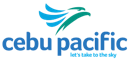 cebu pacific
let's take to the sky